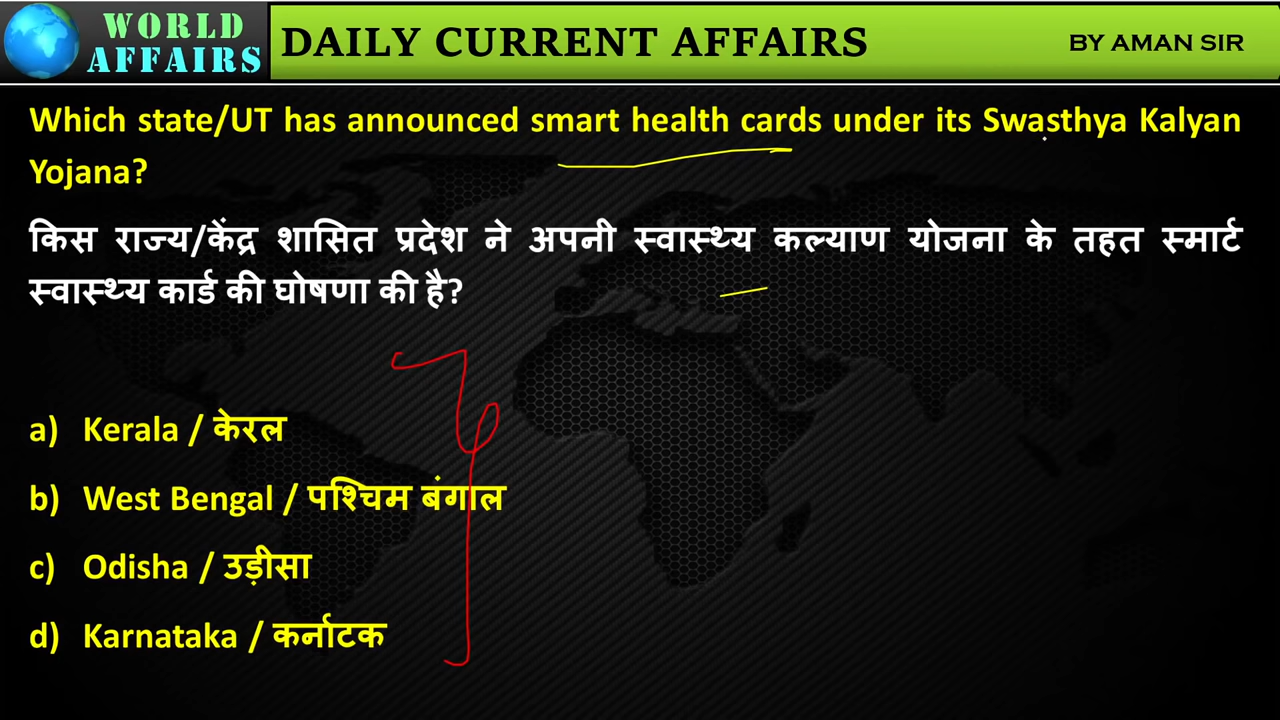 WORLD
AFFAIRS
DAILY CURRENT AFFAIRS
BY AMAN SIR
Which state/UT has announced smart health cards under its Swasthya Kalyan
Yojana?
किस राज्य/केंद्र शासित प्रदेश ने अपनी स्वास्थ्य कल्याण योजना के तहत स्मार्ट
स्वास्थ्य कार्ड की घोषणा की है?
a) Kerala / केरल
b) West Bengal / पश्चिम बंगाल
c) Odisha / उड़ीसा
d) Karnataka / कर्नाटक